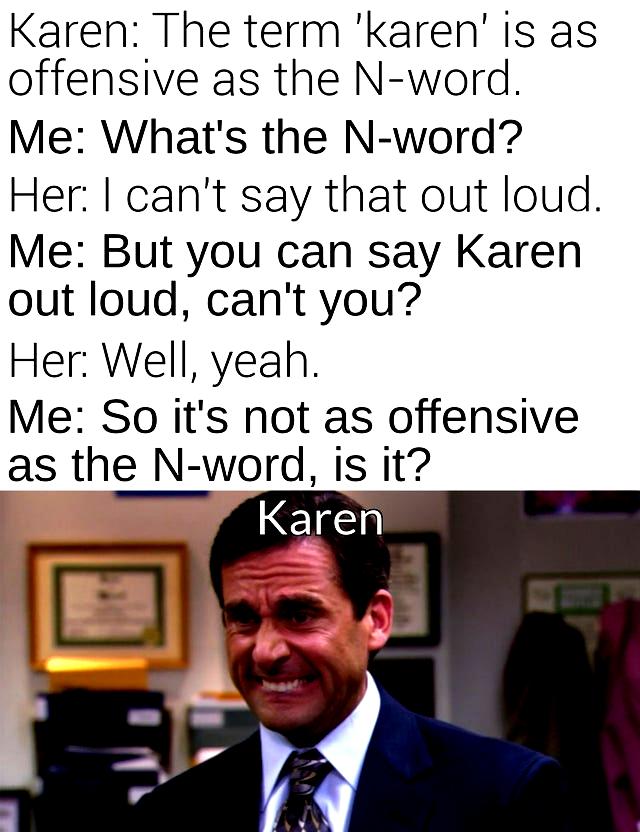 Karen: The term 'karen' is as
offensive as the N-word.
Me: What's the N-word?
Her: I can't say that out loud.
Me: But you can say Karen
out loud, can't you?
Her: Well, yeah.
Me: So it's not as offensive
as the N-word, is it?
Karen